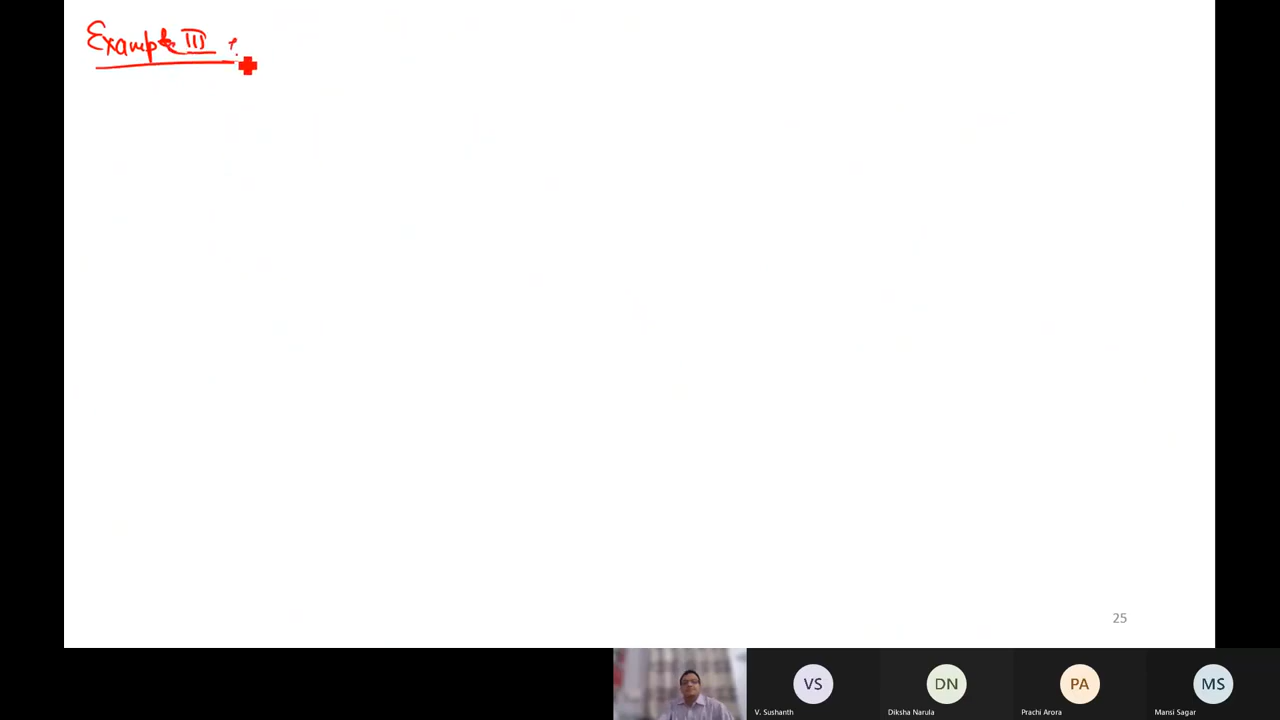 Example III :
25
VS
DN
PA
MS
V. Sushanth
Diksha Narula
Prachi Arora
Mansi Sagar